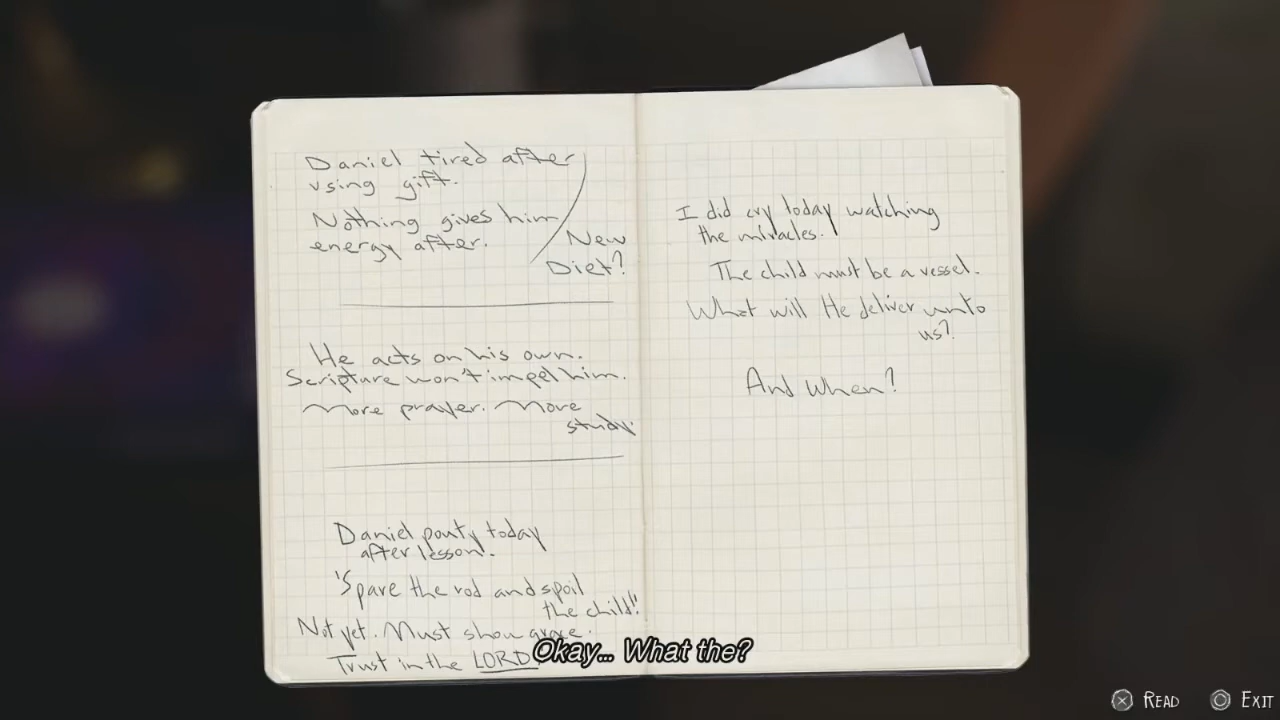 Daniel tired after
using gift.
Nothing gives him
energy after.
New
Diet?
He acts on his own.
Scripture won't impel him.
More prayer. More
study.
Daniel pouty today
after lesson.
'Spare the rod and spoil
the child!'
Not yet. Must show grace.
Trust in the LORD
I did cry today watching
the miracles.
The child must be a vessel.
What will He deliver unto
us?
And when?
Okay... What the?
READ
EXIT